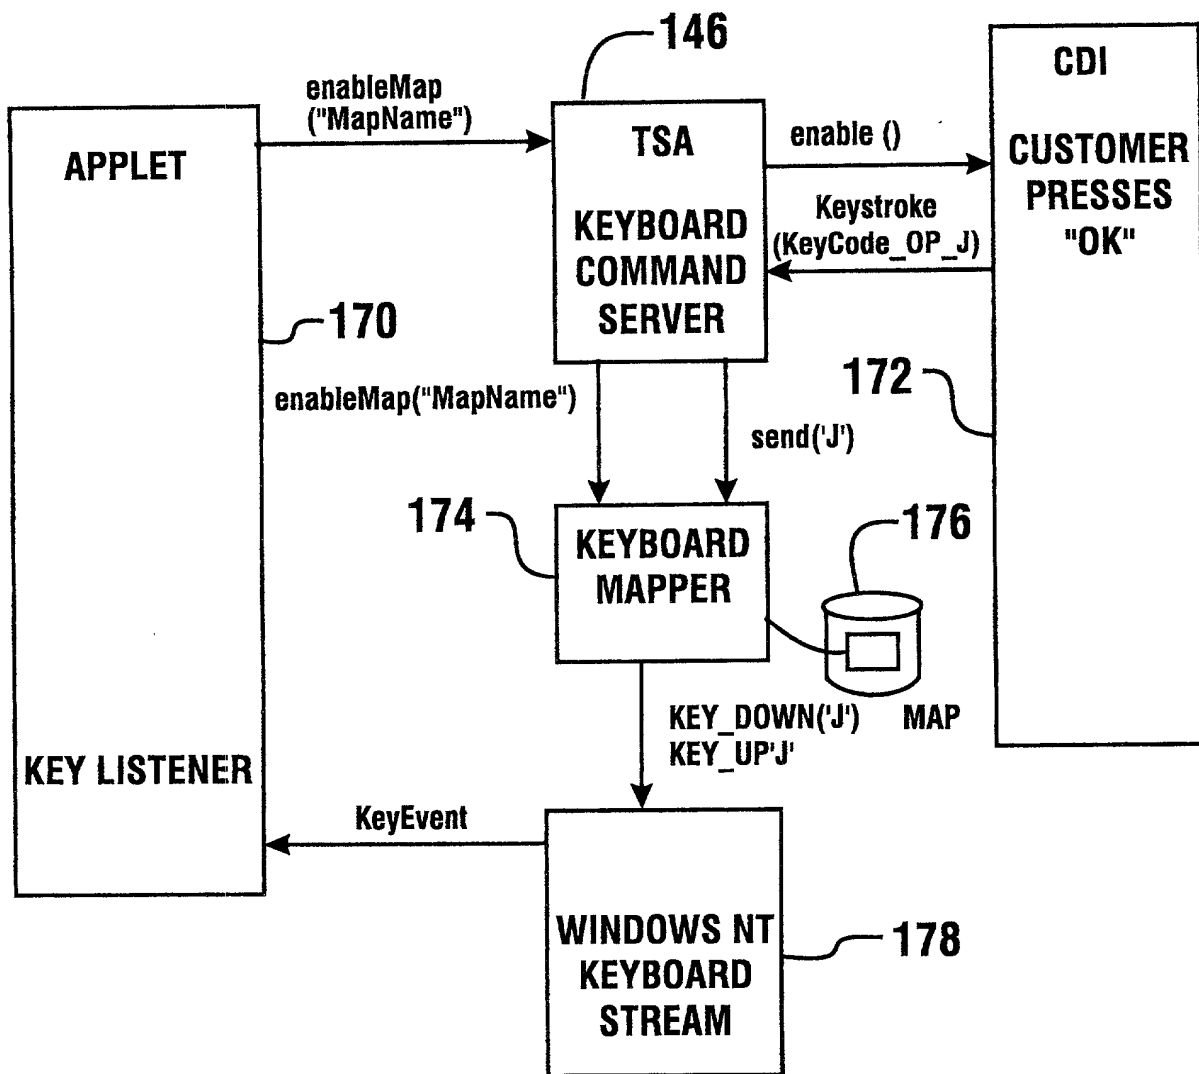 146
CDI
CUSTOMER
PRESSES
"OK"
enableMap
("MapName")
APPLET
TSA
KEYBOARD
COMMAND
SERVER
enable ()
Keystroke
(KeyCode_OP_J)
170
172
enableMap("MapName")
send('J')
174
KEYBOARD
MAPPER
176
MAP
KEY_DOWN('J')
KEY_UP'J'
KEY LISTENER
KeyEvent
WINDOWS NT
KEYBOARD
STREAM
178